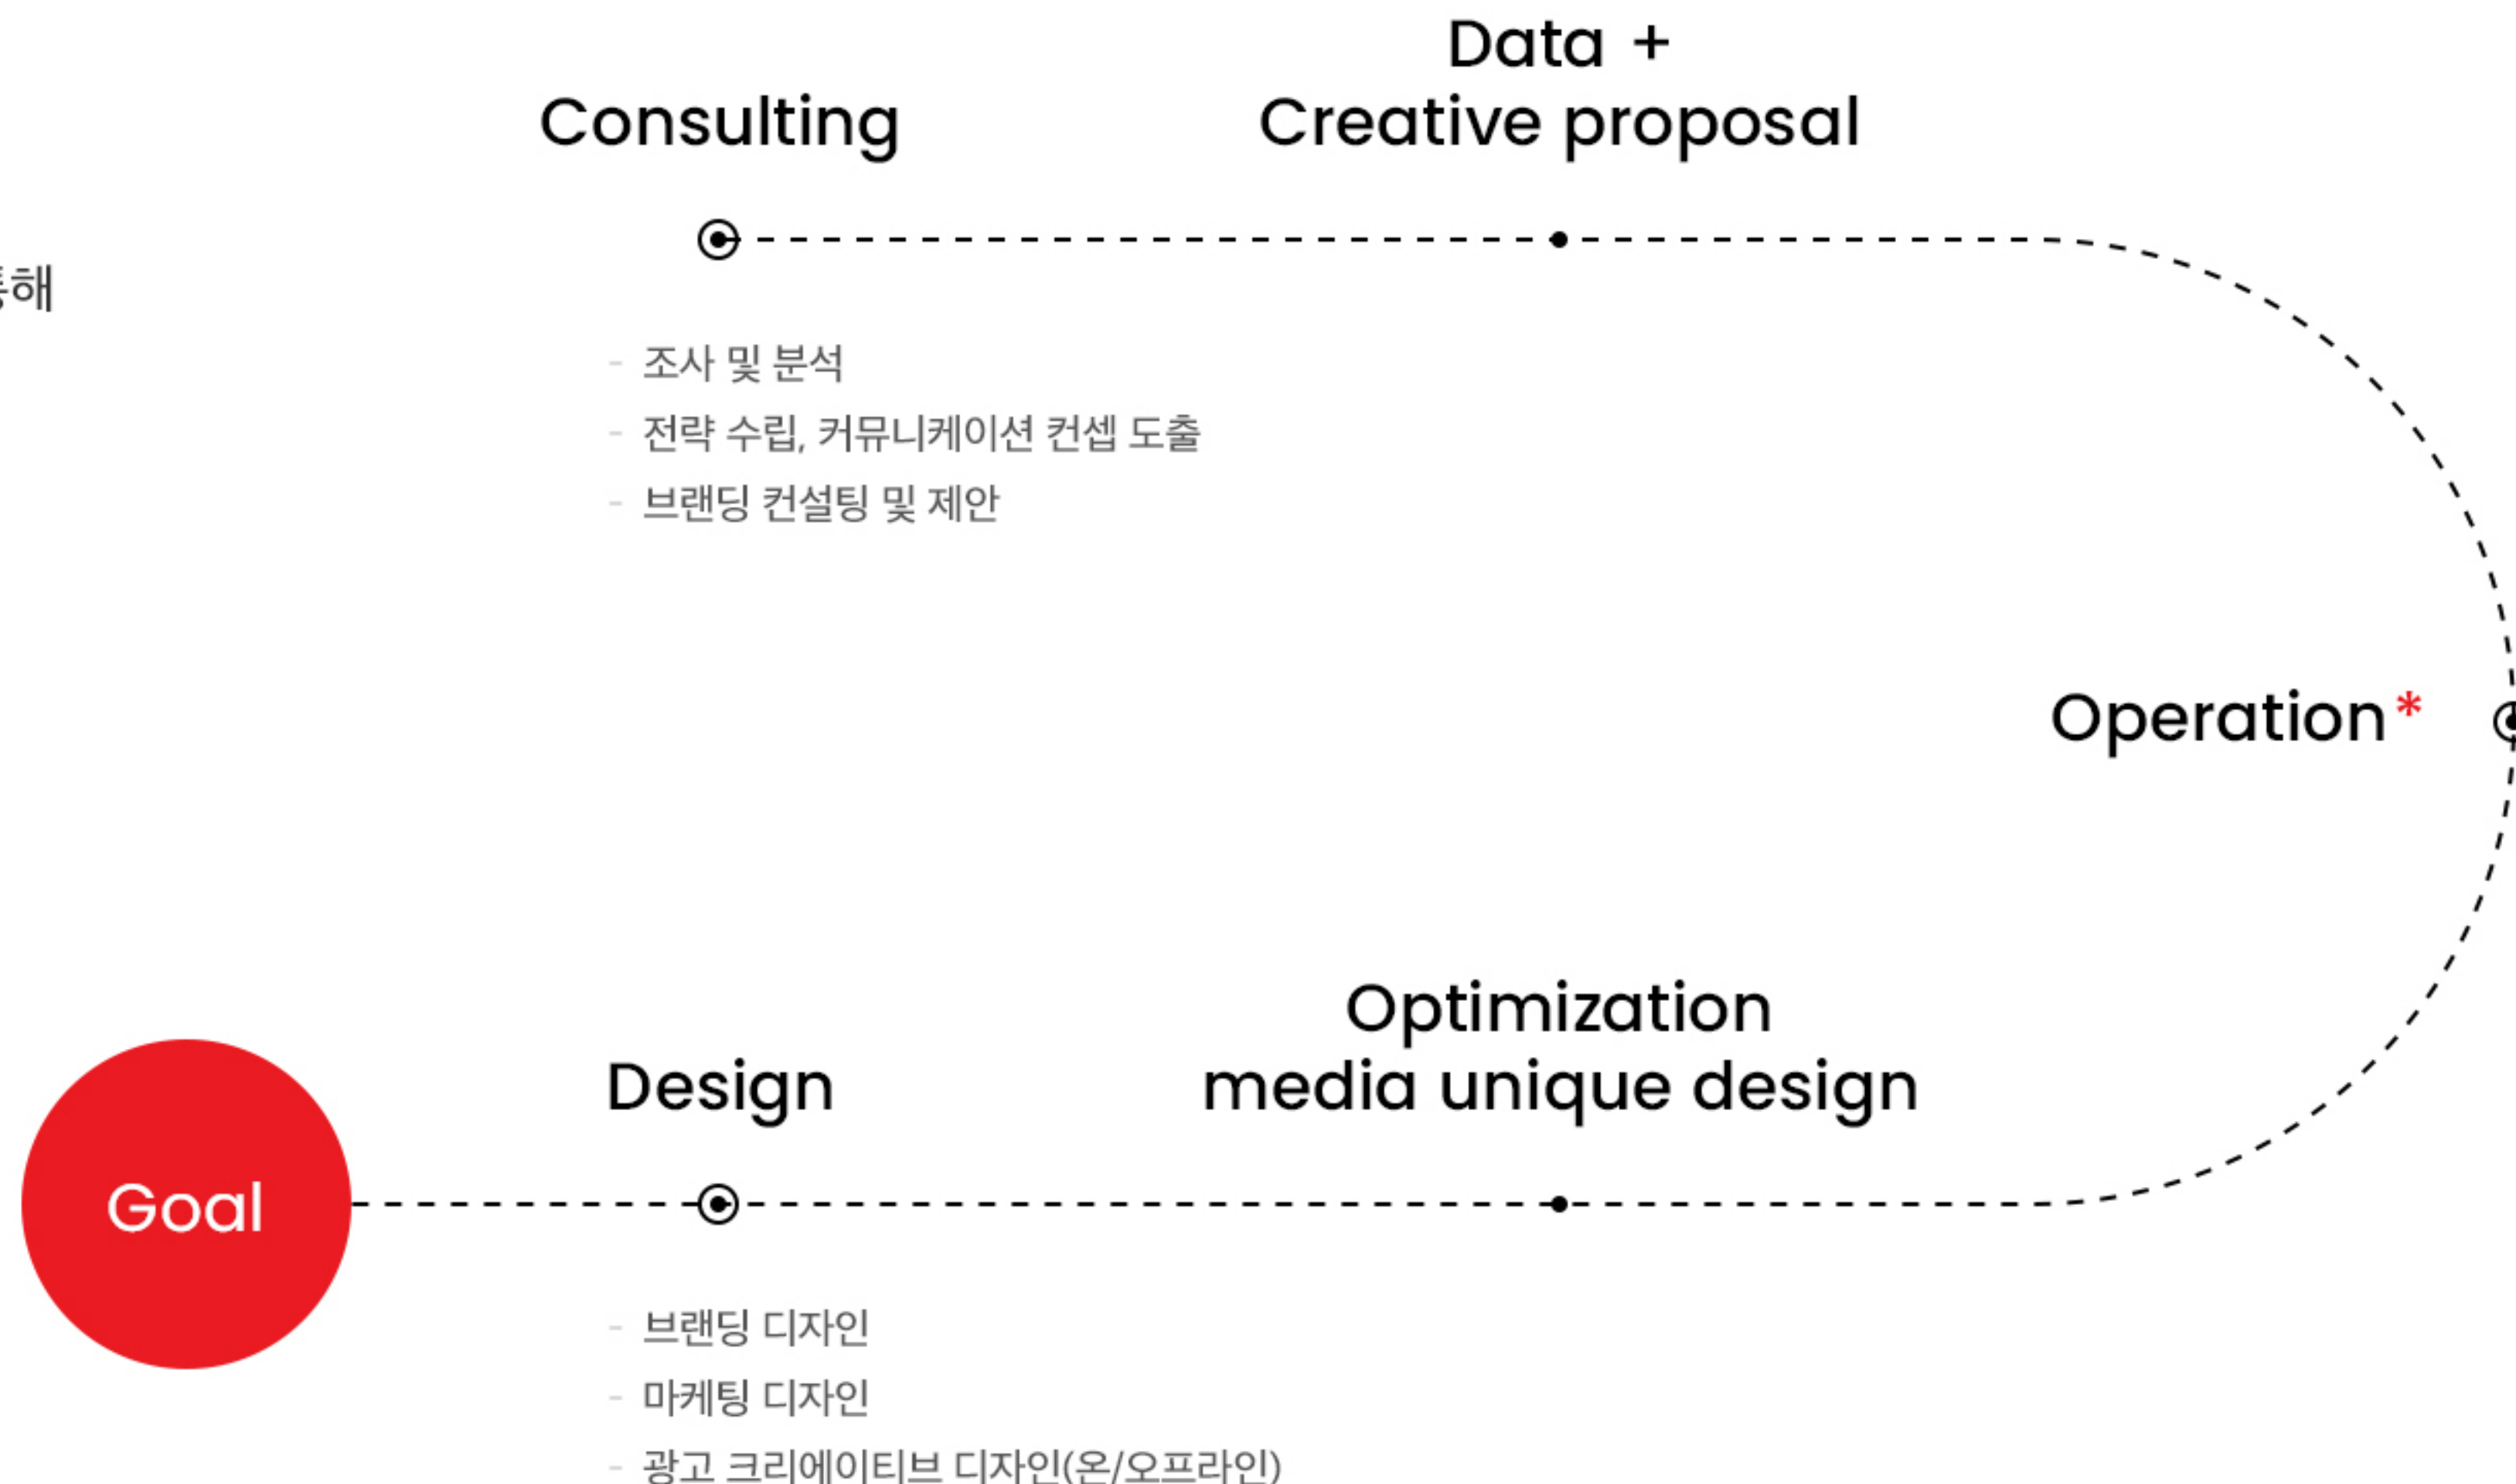 Data +
Consulting
Creative proposal
통해
- 조사 및 분석
- 전략 수립, 커뮤니케이션 컨셉 도출
- 브랜딩 컨설팅 및 제안
Operation*
Optimization
Design
media unique design
Goal
- 브랜딩 디자인
- 마케팅 디자인
- 광고 크리에이티브 디자인(온/오프라인)